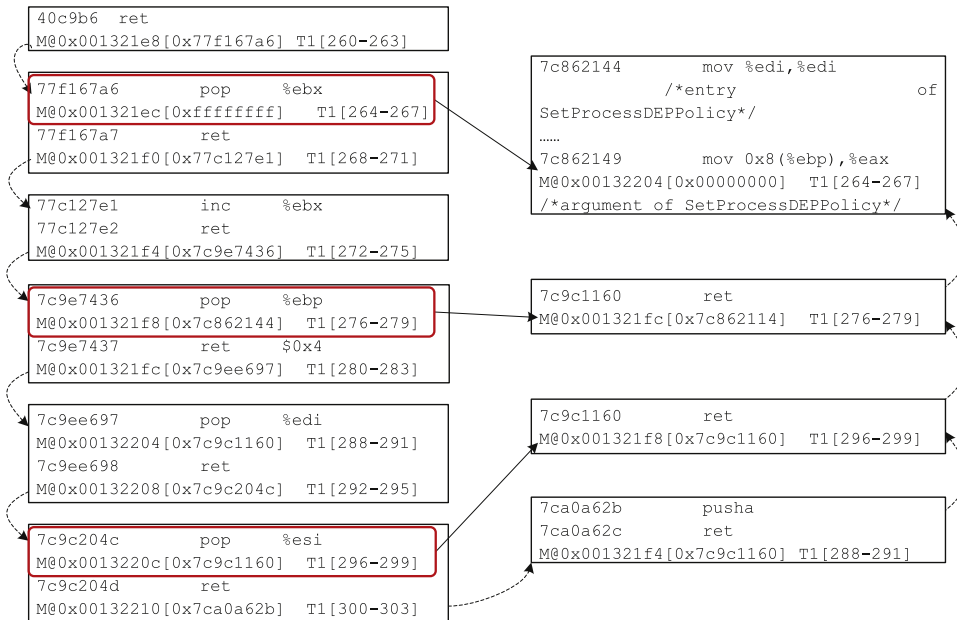 40c9b6 ret
M@0x001321e8[0x77f167a6] T1[260-263]
77f167a6 pop %ebx
M@0x001321ec[0xffffffff] T1[264-267]
77f167a7 ret
M@0x001321f0[0x77c127e1] T1[268-271]
77c127e1 inc %ebx
77c127e2 ret
M@0x001321f4[0x7c9e7436] T1[272-275]
7c9e7436 pop %ebp
M@0x001321f8[0x7c862144] T1[276-279]
7c9e7437 ret $0x4
M@0x001321fc[0x7c9ee697] T1[280-283]
7c9ee697 pop %edi
M@0x00132204[0x7c9c1160] T1[288-291]
7c9ee698 ret
M@0x00132208[0x7c9c204c] T1[292-295]
7c9c204c pop %esi
M@0x0013220c[0x7c9c1160] T1[296-299]
7c9c204d ret
M@0x00132210[0x7ca0a62b] T1[300-303]
7c862144 mov %edi,%edi
/*entry of
SetProcessDEPPolicy*/
……
7c862149 mov 0x8(%ebp),%eax
M@0x00132204[0x00000000] T1[264-267]
/*argument of SetProcessDEPPolicy*/
7c9c1160 ret
M@0x001321fc[0x7c862114] T1[276-279]
7c9c1160 ret
M@0x001321f8[0x7c9c1160] T1[296-299]
7ca0a62b pusha
7ca0a62c ret
M@0x001321f4[0x7c9c1160] T1[288-291]